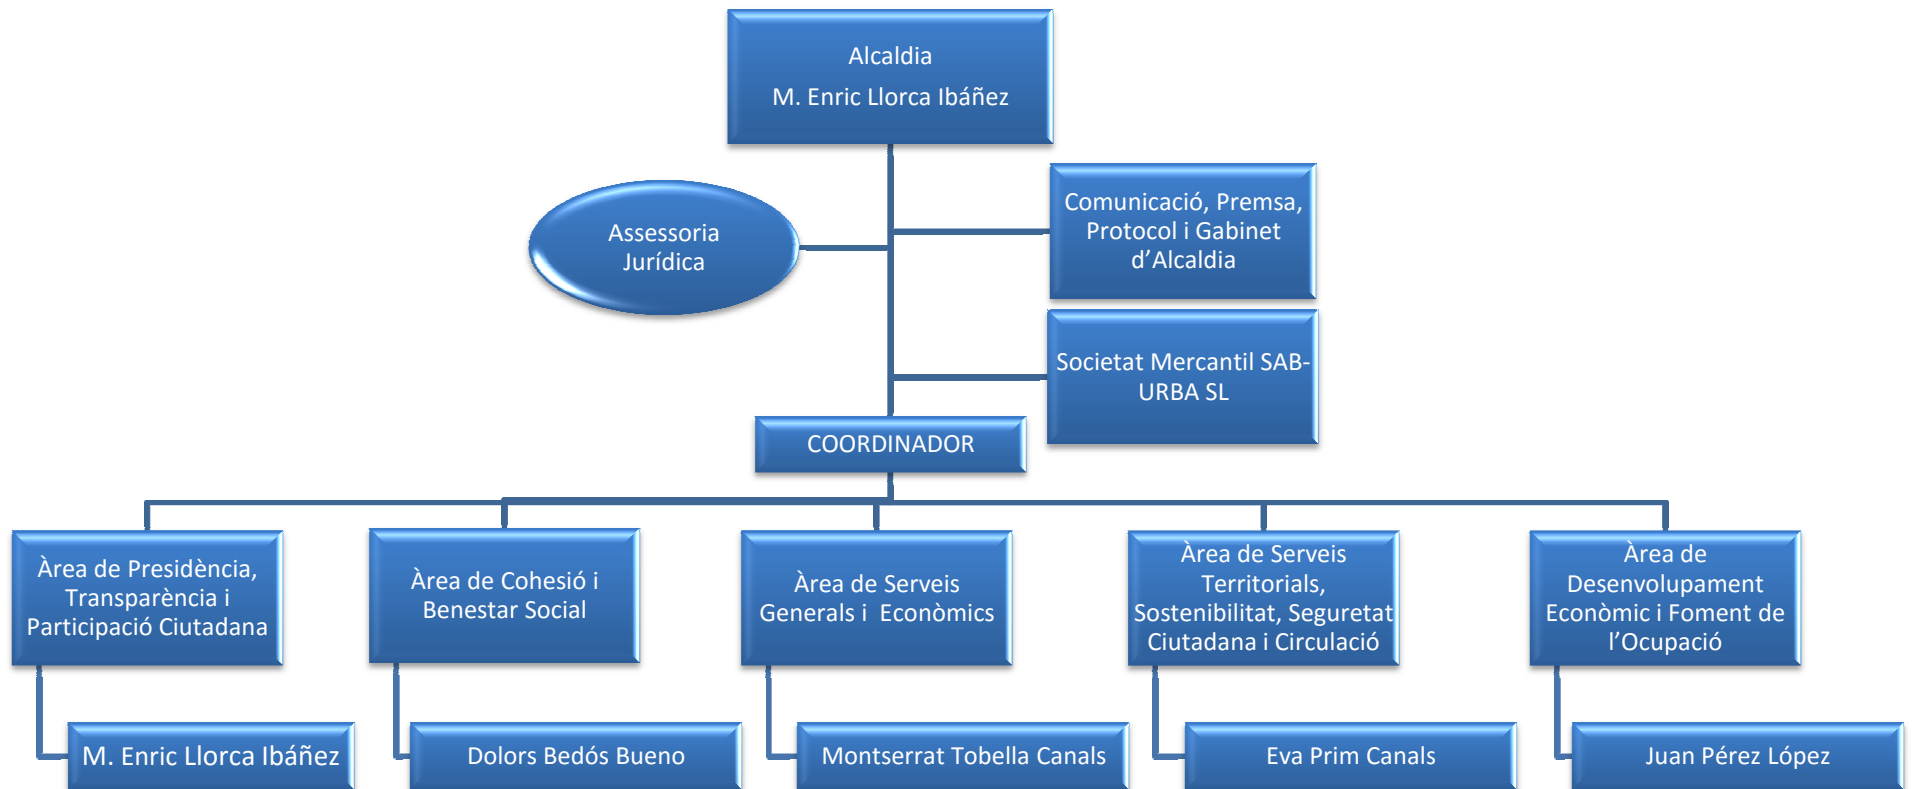 Alcaldia
M. Enric Llorca Ibáñez
Assessoria
Jurídica
Comunicació, Premsa,
Protocol i Gabinet
d’Alcaldia
Societat Mercantil SAB-
URBA SL
COORDINADOR
Àrea de Presidència,
Transparència i
Participació Ciutadana
Àrea de Cohesió i
Benestar Social
Àrea de Serveis
Generals i Econòmics
Àrea de Serveis
Territorials,
Sostenibilitat, Seguretat
Ciutadana i Circulació
Àrea de
Desenvolupament
Econòmic i Foment de
l’Ocupació
M. Enric Llorca Ibáñez
Dolors Bedós Bueno
Montserrat Tobella Canals
Eva Prim Canals
Juan Pérez López